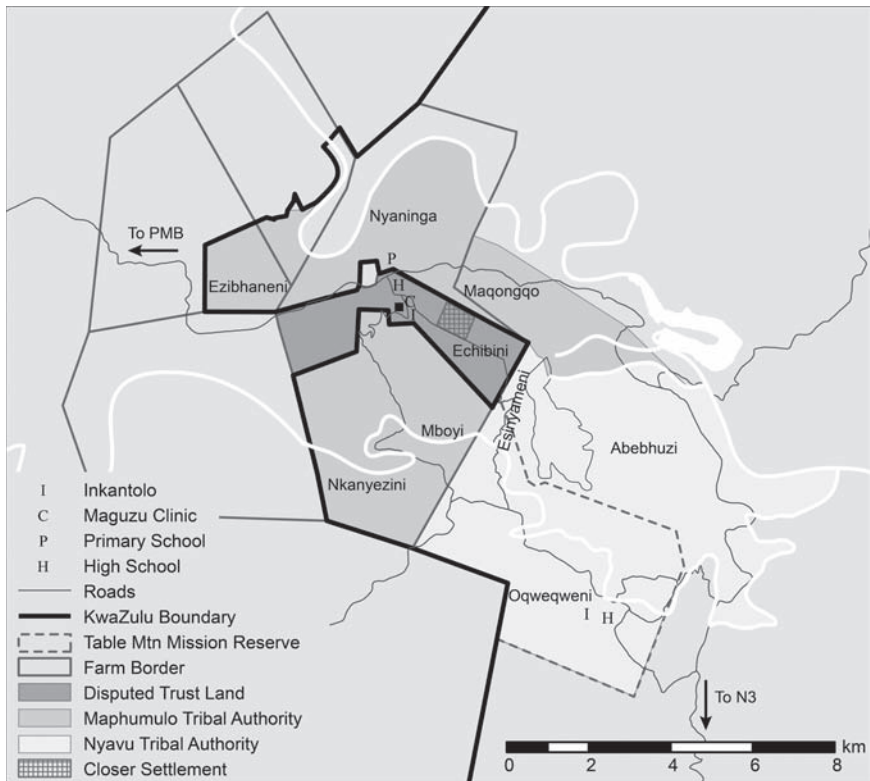 Nyaninga
P
To PMB
H
Ezibhaneni
Maqongqo
C
Echibini
Esinyameni
Mboyi
Abebhuzi
Nkanyezini
I Inkantolo
C Maguzu Clinic
P Primary School
H High School
Roads
KwaZulu Boundary
Table Mtn Mission Reserve
Farm Border
Disputed Trust Land
Maphumulo Tribal Authority
Nyavu Tribal Authority
Closer Settlement
Oqweqweni
I H
To N3
km
0 2 4 6 8